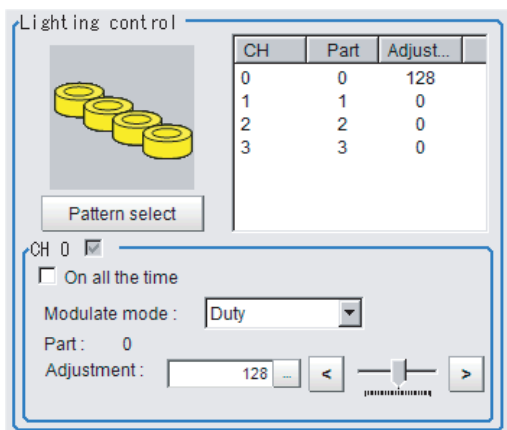 Lighting control
CH Part Adjust...
0 0 128
1 1 0
2 2 0
3 3 0
Pattern select
CH 0
On all the time
Modulate mode : Duty
Part : 0
Adjustment : 128 ... < >